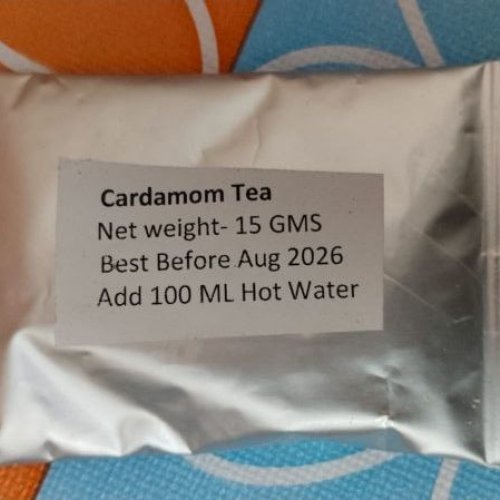 Cardamom Tea
Net weight- 15 GMS
Best Before Aug 2026
Add 100 ML Hot Water